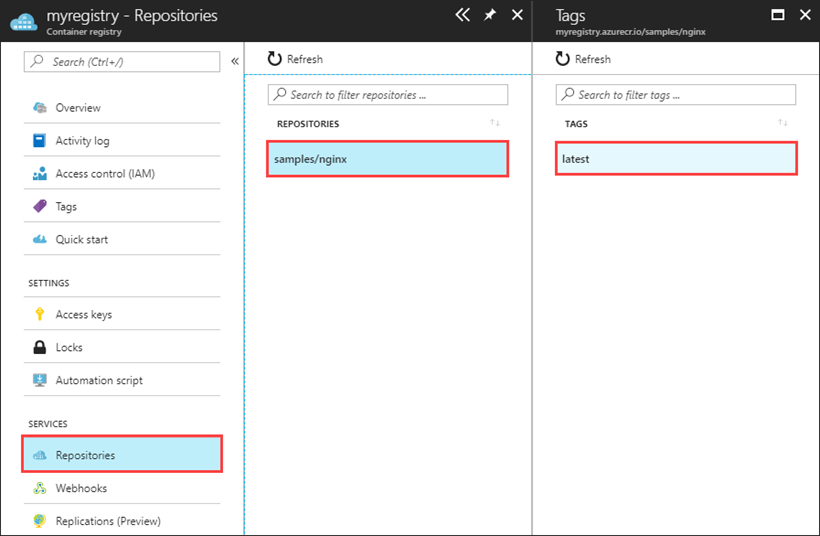 myregistry - Repositories
Container registry
Search (Ctrl+/)
Overview
Activity log
Access control (IAM)
Tags
Quick start
SETTINGS
Access keys
Locks
Automation script
SERVICES
Repositories
Webhooks
Replications (Preview)
Refresh
Search to filter repositories ...
REPOSITORIES
samples/nginx
Tags
myregistry.azurecr.io/samples/nginx
Refresh
Search to filter tags ...
TAGS
latest